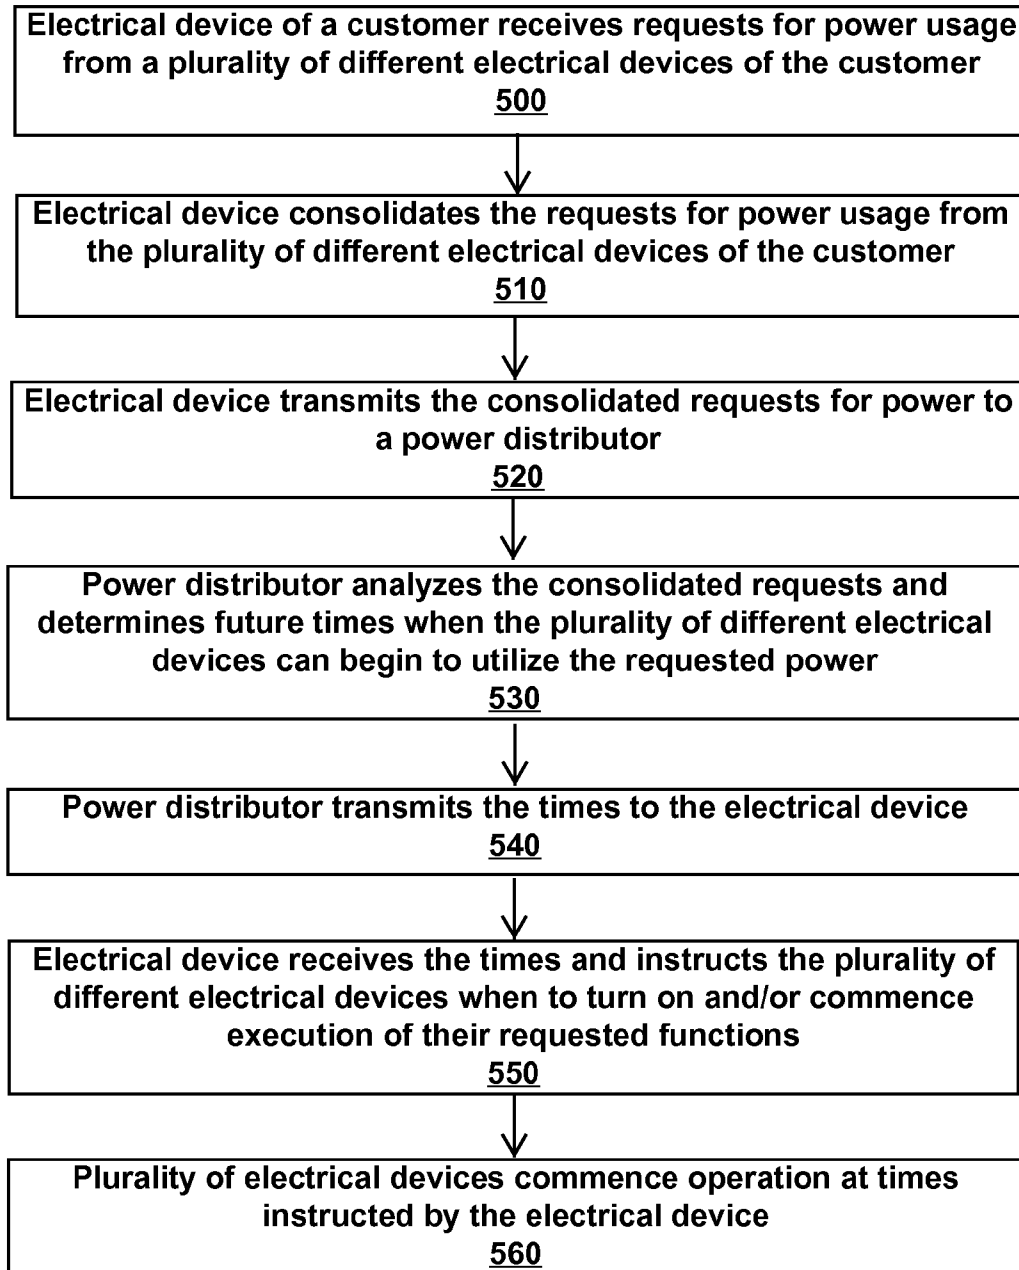 Electrical device of a customer receives requests for power usage
from a plurality of different electrical devices of the customer
500
Electrical device consolidates the requests for power usage from
the plurality of different electrical devices of the customer
510
Electrical device transmits the consolidated requests for power to
a power distributor
520
Power distributor analyzes the consolidated requests and
determines future times when the plurality of different electrical
devices can begin to utilize the requested power
530
Power distributor transmits the times to the electrical device
540
Electrical device receives the times and instructs the plurality of
different electrical devices when to turn on and/or commence
execution of their requested functions
550
Plurality of electrical devices commence operation at times
instructed by the electrical device
560